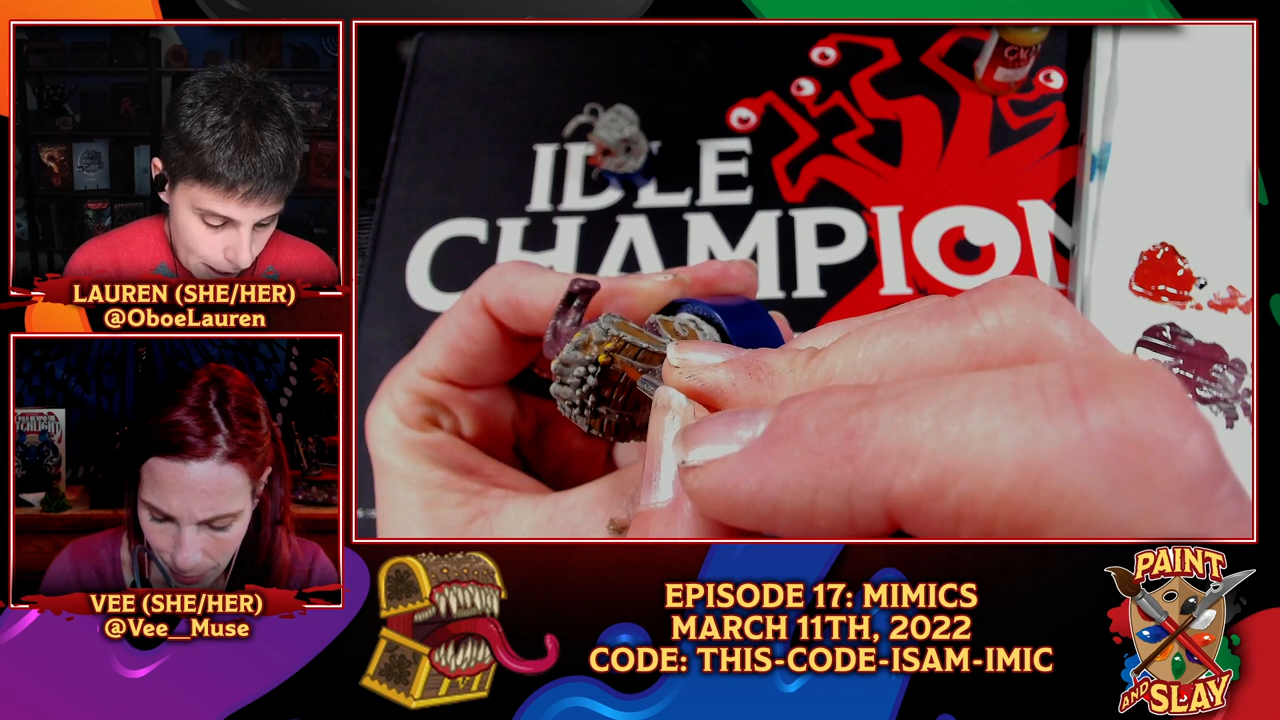 LAUREN (SHE/HER)
@OboeLauren
VEE (SHE/HER)
@Vee__Muse
IDLE
CHAMPION
EPISODE 17: MIMICS
MARCH 11TH, 2022
CODE: THIS-CODE-ISAM-IMIC
PAINT
AND SLAY